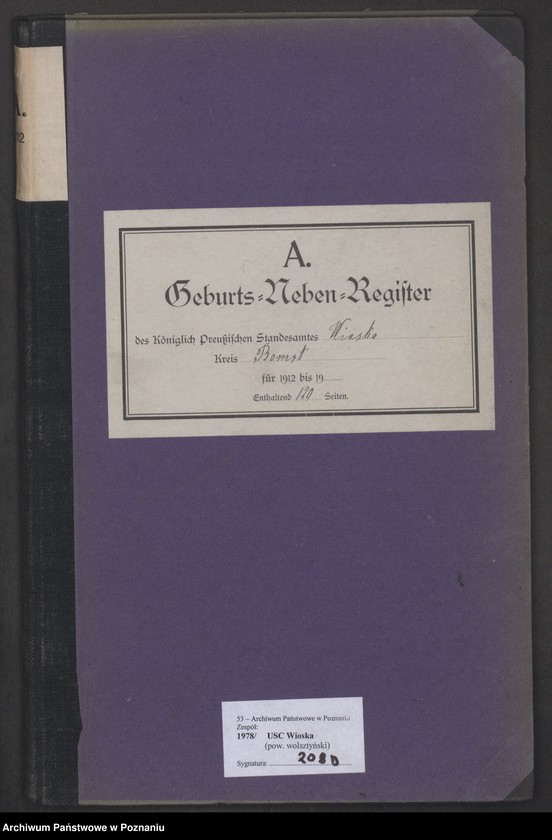 A.
Geburts=Neben=Register
des Königlich Preußischen Standesamtes Wioska
Kreis Bomst
für 1912 bis 19
Enthaltend 120 Seiten.
53 – Archiwum Państwowe w Poznaniu
Zespół:
1978/ USC Wioska
(pow. wolsztyński)
Sygnatura:
Archiwum Państwowe w Poznaniu